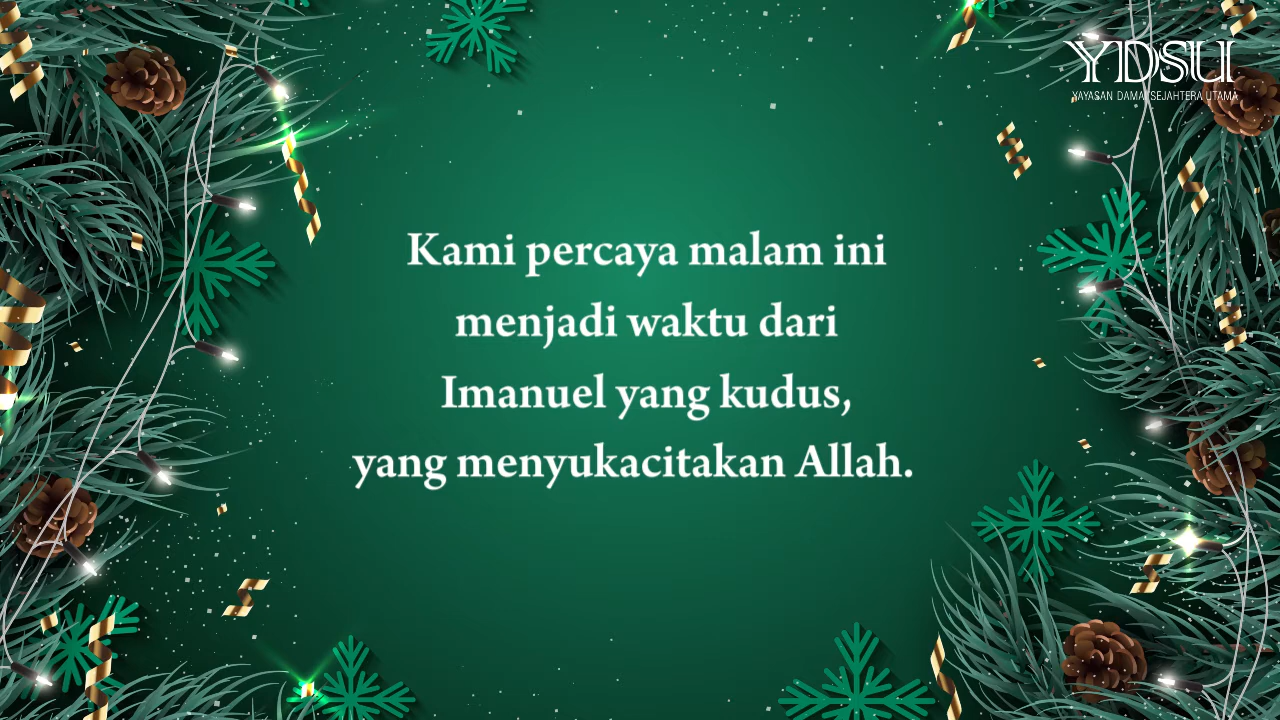 YDSU
YAYASAN DAMAI SEJAHTERA UTAMA
Kami percaya malam ini
menjadi waktu dari
Imanuel yang kudus,
yang menyukacitakan Allah.